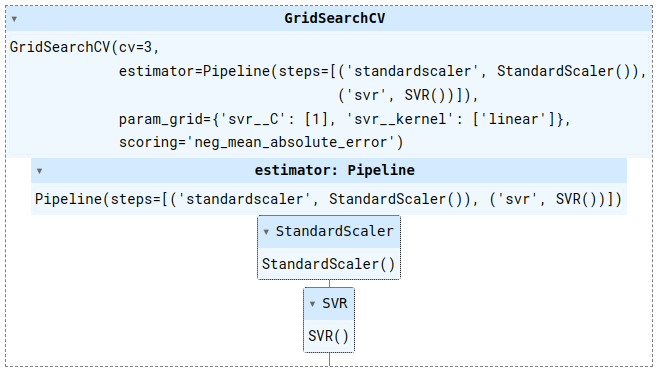 GridSearchCV
GridSearchCV(cv=3,
             estimator=Pipeline(steps=[('standardscaler', StandardScaler()),
                                       ('svr', SVR())]),
             param_grid={'svr__C': [1], 'svr__kernel': ['linear']},
             scoring='neg_mean_absolute_error')
estimator: Pipeline
Pipeline(steps=[('standardscaler', StandardScaler()), ('svr', SVR())])
StandardScaler
StandardScaler()
SVR
SVR()